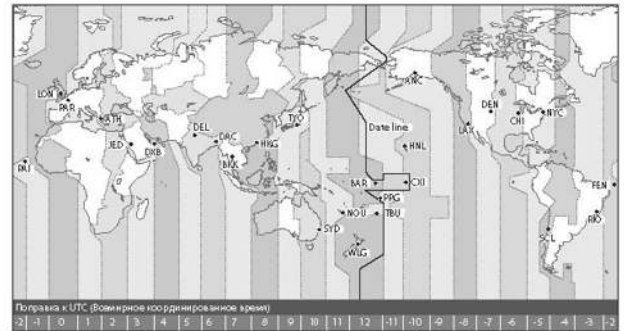 ANC
LON
PAR
DEN
NYC
CHI
ATH
TYO
Date line
LAX
DEL
DAC
HKG
JED
DXB
HNL
RAI
BKK
BAR
CXI
FEN
PPG
NOU
TBU
RIO
SYD
SCL
WLG
Поправка к UTC (Всемирное координированное время)
-2 -1 0 2 3 4 5 6 7 8 9 10 11 12 -11 -10 -9 -8 -7 -6 -5 -4 -3 -2